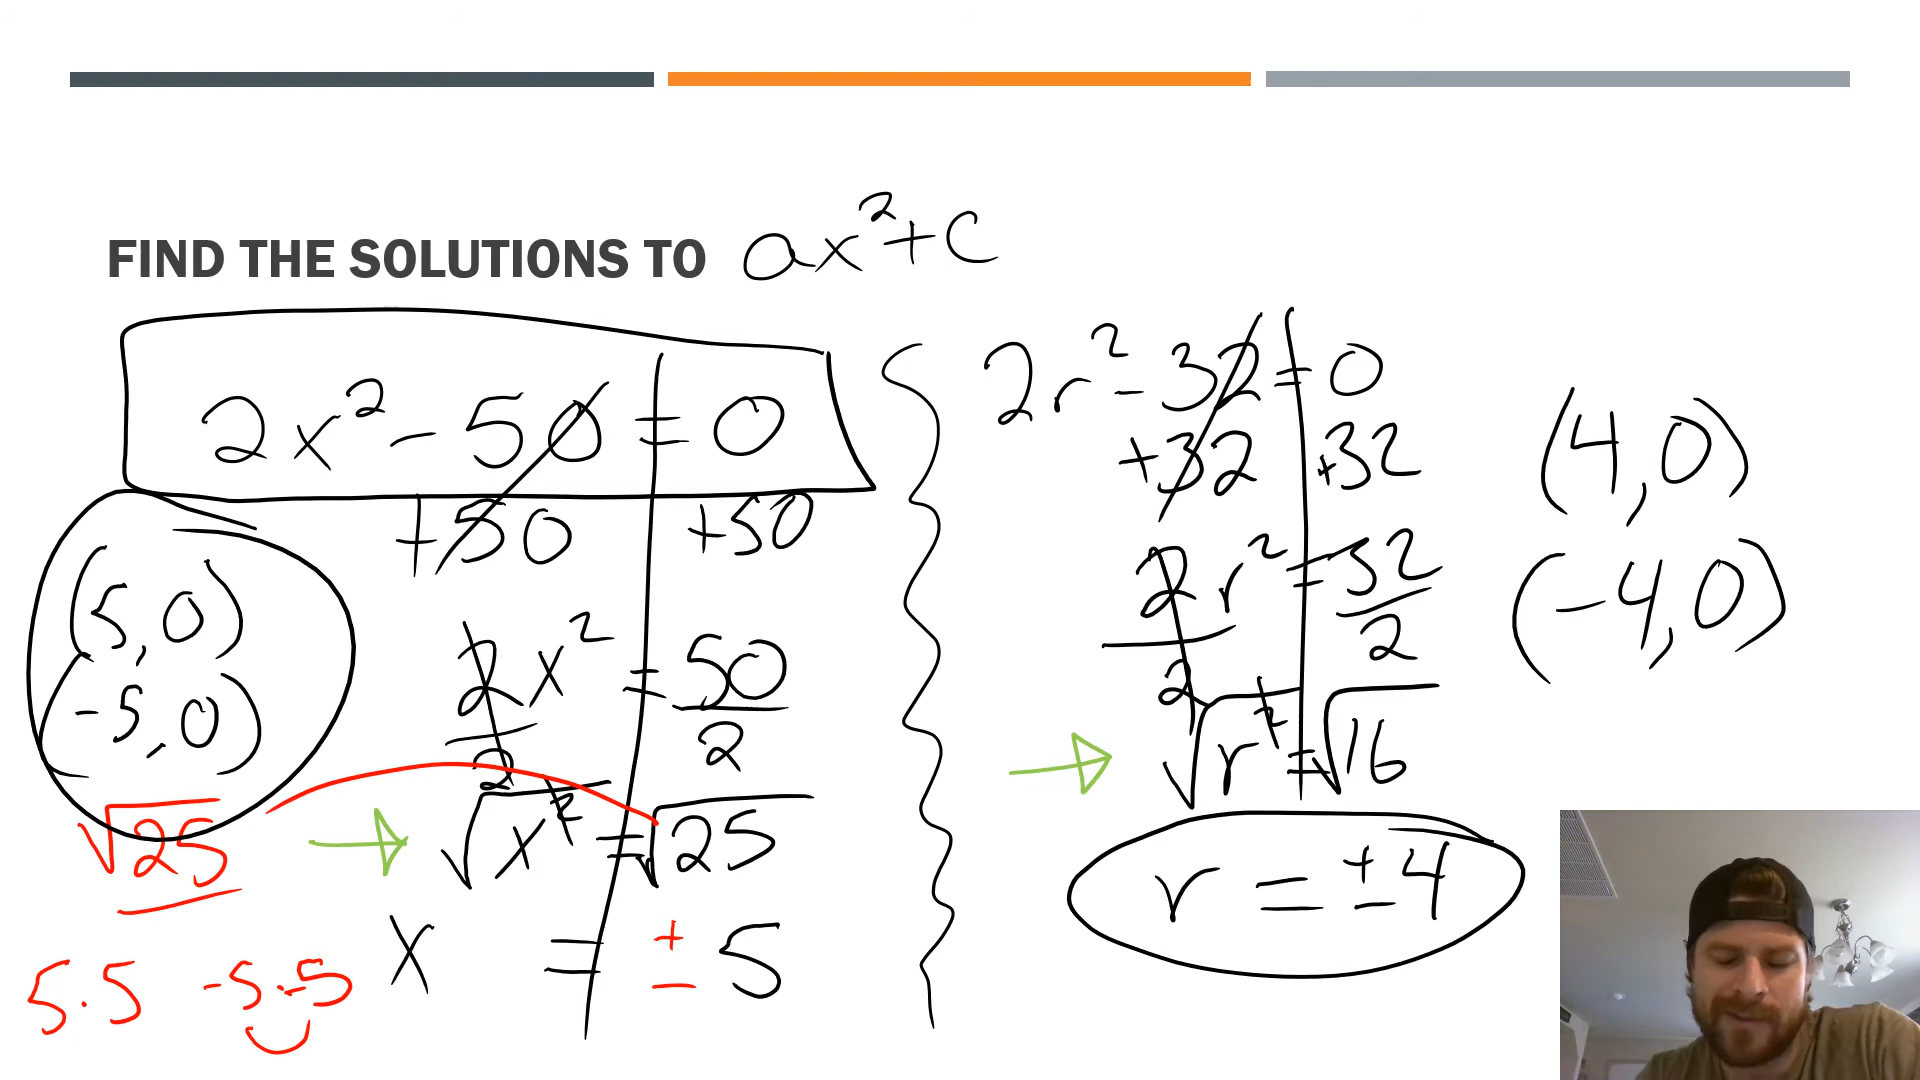 FIND THE SOLUTIONS TO ax²+c
2x² - 50 = 0
+50 +50
2x² = 50
2 2
√x² = √25
x = ± 5
(5,0)
-5,0)
√25
5·5 -5·-5
2r² - 32 = 0
+32 +32
2r² = 32
2 2
√r² = √16
r = ±4
(4,0)
(-4,0)